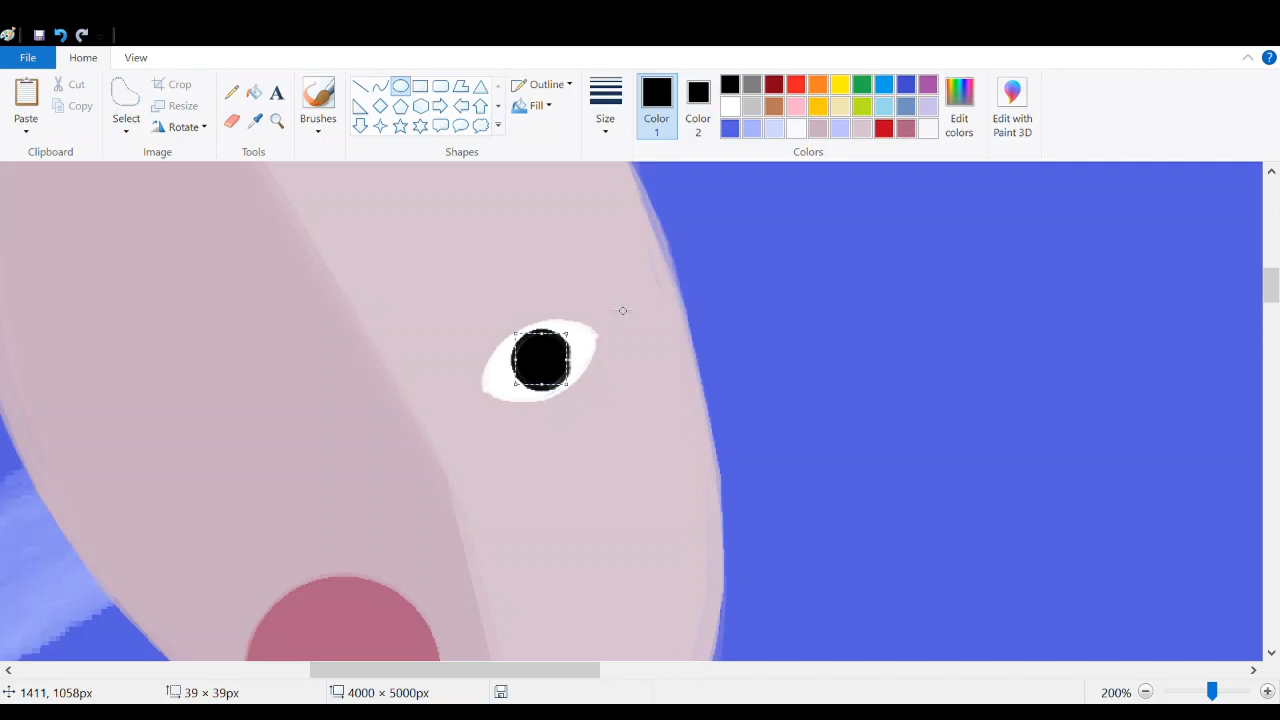 File Home View
Paste
Cut
Copy
Clipboard
Select
Crop
Resize
Rotate
Image
A
Tools
Brushes
Outline
Fill
Shapes
Size
Color 1
Color 2
Edit colors
Colors
Edit with Paint 3D
?
1411, 1058px
39 × 39px
4000 × 5000px
200%